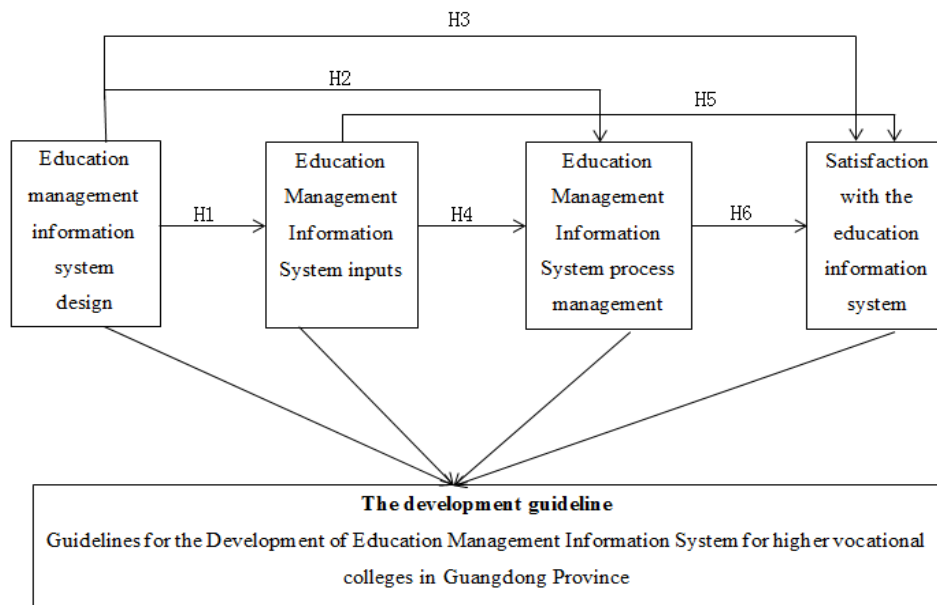 H3
H2
H5
Education
management
information
system
design
H1
Education
Management
Information
System inputs
H4
Education
Management
Information
System process
management
H6
Satisfaction
with the
education
information
system
The development guideline
Guidelines for the Development of Education Management Information System for higher vocational
colleges in Guangdong Province